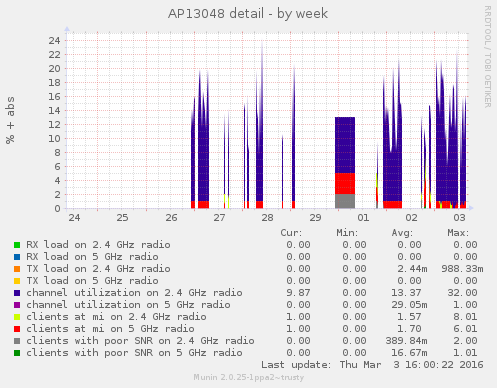 AP13048 detail - by week
RRDTOOL / TOBI OETIKER
% + abs
24
22
20
18
16
14
12
10
8
6
4
2
0
24 25 26 27 28 29 01 02 03
Cur: Min: Avg: Max:
RX load on 2.4 GHz radio 0.00 0.00 0.00 0.00
RX load on 5 GHz radio 0.00 0.00 0.00 0.00
TX load on 2.4 GHz radio 0.00 0.00 2.44m 988.33m
TX load on 5 GHz radio 0.00 0.00 0.00 0.00
channel utilization on 2.4 GHz radio 9.87 0.00 13.37 32.00
channel utilization on 5 GHz radio 0.00 0.00 29.05m 1.00
clients at mi on 2.4 GHz radio 1.00 0.00 1.57 8.01
clients at mi on 5 GHz radio 1.00 0.00 1.70 6.01
clients with poor SNR on 2.4 GHz radio 0.00 0.00 389.84m 2.00
clients with poor SNR on 5 GHz radio 0.00 0.00 16.67m 1.01
Last update: Thu Mar 3 16:00:22 2016
Munin 2.0.25-1ppa2~trusty